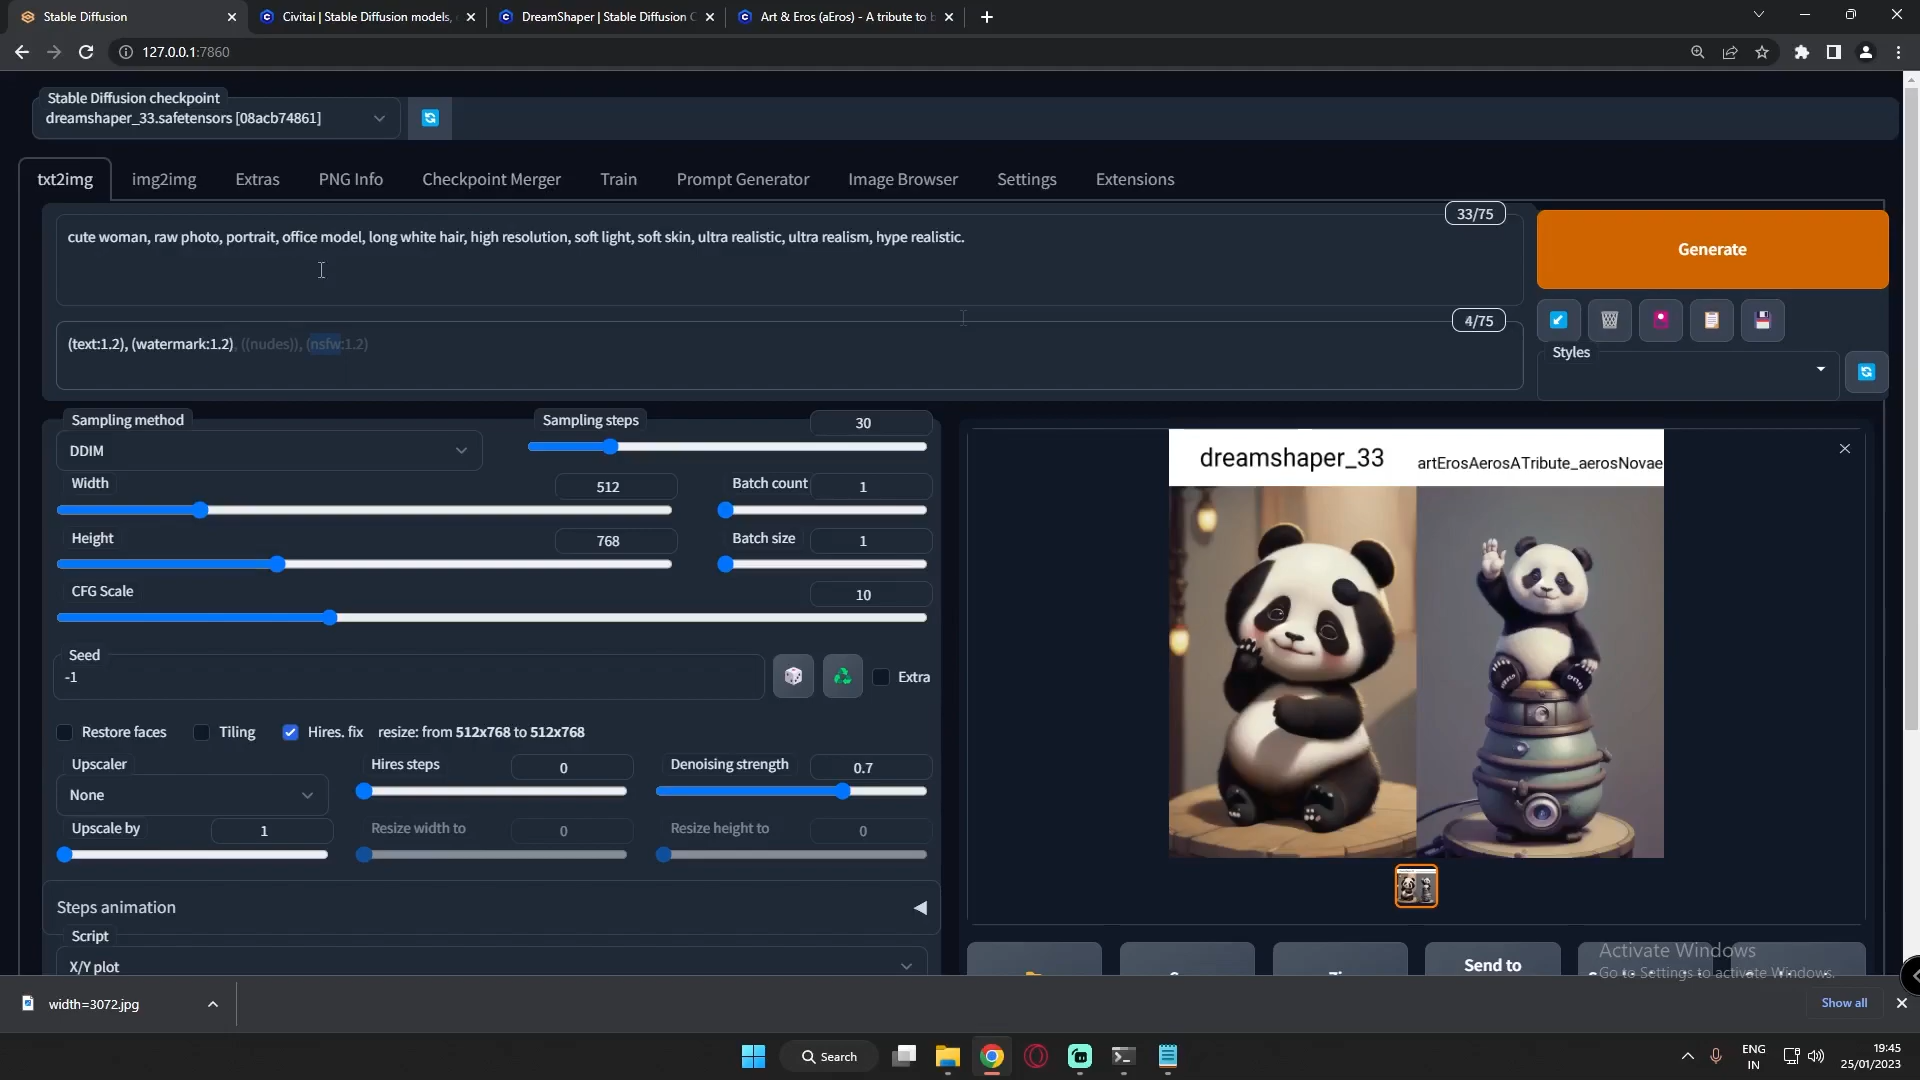 Stable Diffusion
Civitai | Stable Diffusion models,
DreamShaper | Stable Diffusion C
Art & Eros (aEros) - A tribute to b
127.0.0.1:7860
Stable Diffusion checkpoint
dreamshaper_33.safetensors [08acb74861]
txt2img
img2img
Extras
PNG Info
Checkpoint Merger
Train
Prompt Generator
Image Browser
Settings
Extensions
33/75
cute woman, raw photo, portrait, office model, long white hair, high resolution, soft light, soft skin, ultra realistic, ultra realism, hype realistic.
Generate
4/75
(text:1.2), (watermark:1.2), ((nudes)), (nsfw:1.2)
Styles
Sampling method
DDIM
Sampling steps
30
Width
512
Batch count
1
Height
768
Batch size
1
CFG Scale
10
Seed
-1
Extra
Restore faces
Tiling
Hires. fix
resize: from 512x768 to 512x768
Upscaler
None
Hires steps
0
Denoising strength
0.7
Upscale by
1
Resize width to
0
Resize height to
0
Steps animation
Script
X/Y plot
dreamshaper_33
artErosAerosATribute_aerosNovae
Send to
Activate Windows
Go to Settings to activate Windows.
width=3072.jpg
Show all
Search
ENG
IN
19:45
25/01/2023